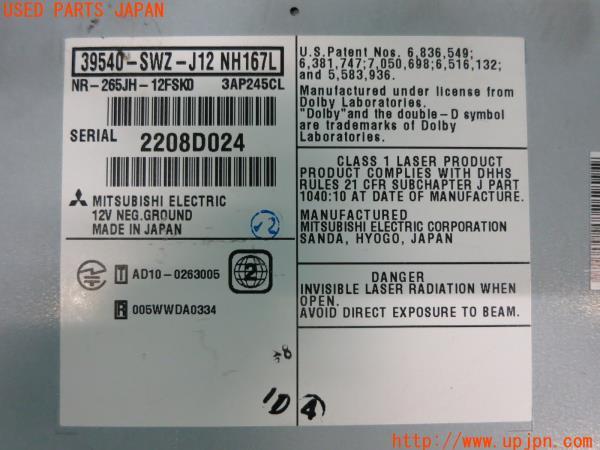 USED PARTS JAPAN
39540-SWZ-J12 NH167L
NR-265JH-12FSKD 3AP245CL
SERIAL 2208D024
MITSUBISHI ELECTRIC
12V NEG.GROUND
MADE IN JAPAN
T AD10-0263005
2
R 005WWDA0334
U.S.Patent Nos. 6,836,549;
6,381,747;7,050,698;6,516,132;
and 5,583,936.
Manufactured under license from
Dolby Laboratories.
"Dolby"and the double-D symbol
are trademarks of Dolby
Laboratories.
CLASS 1 LASER PRODUCT
PRODUCT COMPLIES WITH DHHS
RULES 21 CFR SUBCHAPTER J PART
1040:10 AT DATE OF MANUFACTURE.
MANUFACTURED
MITSUBISHI ELECTRIC CORPORATION
SANDA, HYOGO, JAPAN
DANGER
INVISIBLE LASER RADIATION WHEN
OPEN.
AVOID DIRECT EXPOSURE TO BEAM.
1D 4
http://www.upjpn.com/